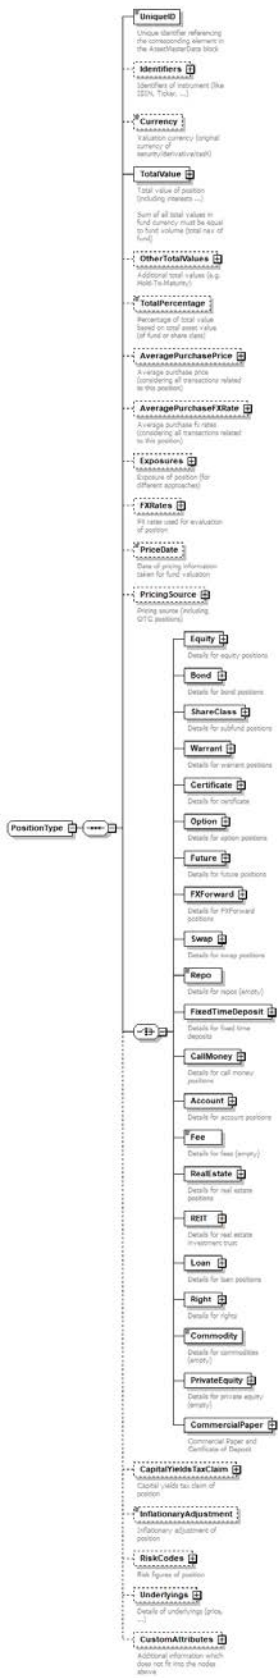 UniqueID
Unique identifier referencing
the corresponding element in
the AssetMasterData block
Identifiers
Identifiers of instrument (like
ISIN, Ticker, ...)
Currency
Valuation currency (original
currency of
security/derivative/cash)
TotalValue
Total value of position
(including interests ...)
Sum of all total values in
fund currency must be equal
to fund volume (total nav of
fund)
OtherTotalValues
Additional total values (e.g.
Hold-To-Maturity)
TotalPercentage
Percentage of total value
based on total asset value
(of fund or share class)
AveragePurchasePrice
Average purchase price
(considering all transactions related
to this position)
AveragePurchaseFXRate
Average purchase fx rates
(considering all transactions related
to this position)
Exposures
Exposure of position (for
different approaches)
FXRates
FX rates used for evaluation
of position
PriceDate
Date of pricing information
taken for fund valuation
PricingSource
Pricing source (including
OTC positions)
Equity
Details for equity positions
Bond
Details for bond positions
ShareClass
Details for subfund positions
Warrant
Details for warrant positions
Certificate
Details for certificate
Option
Details for option positions
Future
Details for future positions
PositionType
FXForward
Details for FXForward
positions
Swap
Details for swap positions
Repo
Details for repos (empty)
FixedTimeDeposit
Details for fixed time
deposits
CallMoney
Details for call money
positions
Account
Details for account positions
Fee
Details for fees (empty)
RealEstate
Details for real estate
positions
REIT
Details for real estate
investment trust
Loan
Details for loan positions
Right
Details for rights
Commodity
Details for commodities
(empty)
PrivateEquity
Details for private equity
(empty)
CommercialPaper
Commercial Paper and
Certificate of Deposit
CapitalYieldsTaxClaim
Capital yields tax claim of
position
InflationaryAdjustment
Inflationary adjustment of
position
RiskCodes
Risk figures of position
Underlyings
Details of underlyings (price,
...)
CustomAttributes
Additional information which
does not fit into the nodes
above